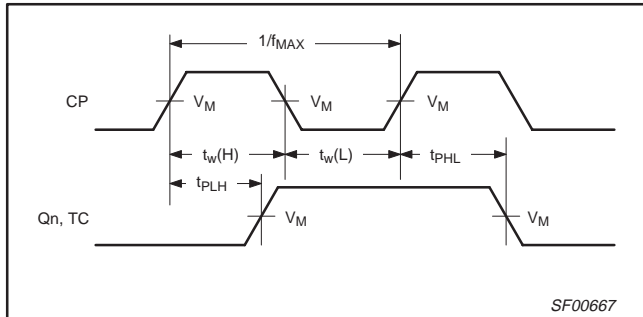 1/fMAX
CP
VM VM VM
tw(H) tw(L) tPHL
tPLH
Qn, TC
VM VM
SF00667